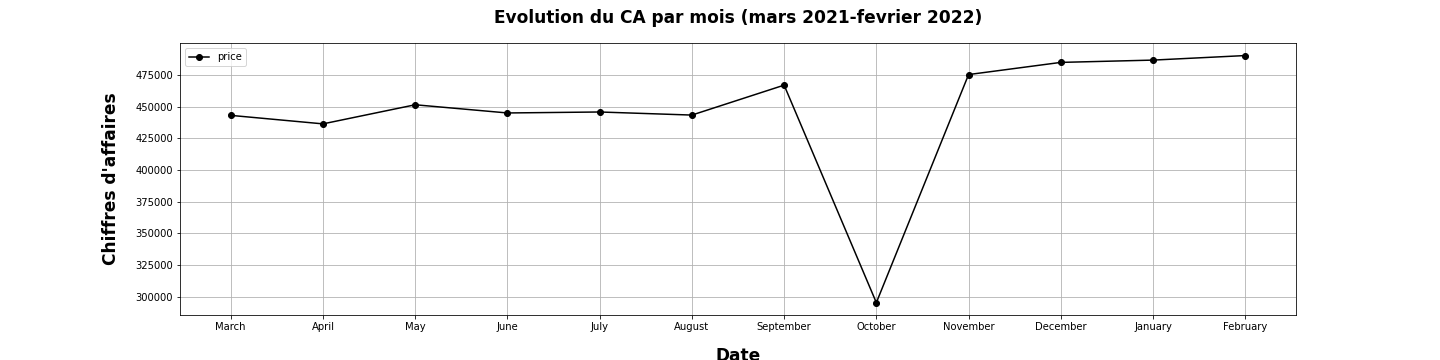 Evolution du CA par mois (mars 2021-fevrier 2022)
price
Chiffres d'affaires
475000
450000
425000
400000
375000
350000
325000
300000
March April May June July August September October November December January February
Date